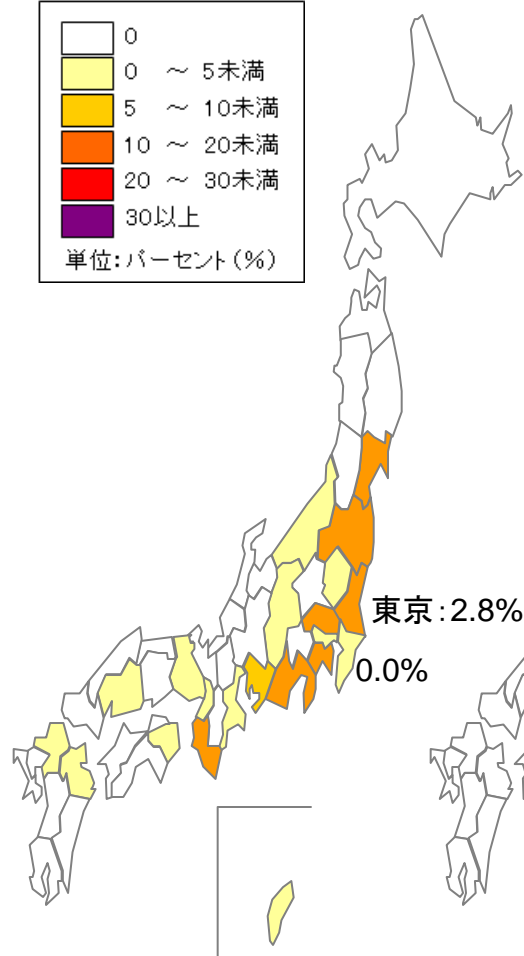 0
0 ~ 5未満
5 ~ 10未満
10 ~ 20未満
20 ~ 30未満
30以上
単位:パーセント(%)
東京:2.8%
0.0%